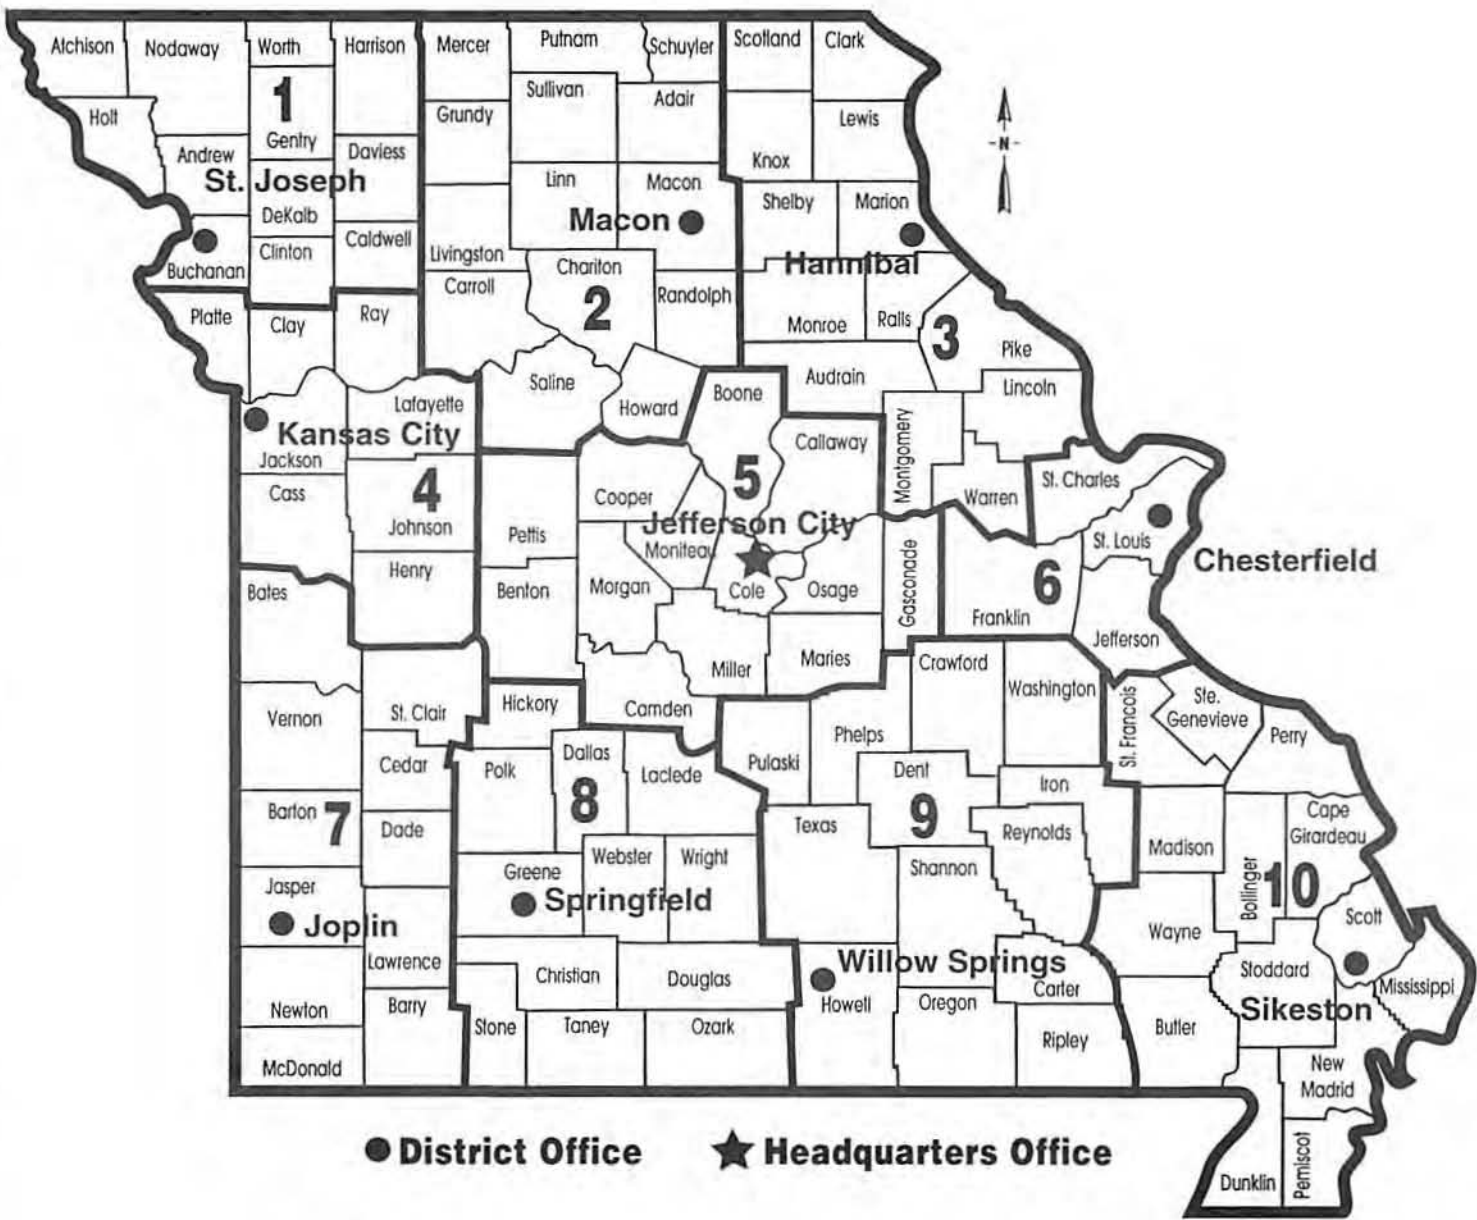 Atchison
Nodaway
Worth
Harrison
Mercer
Putnam
Schuyler
Scotland
Clark
Holt
1
Gentry
Sullivan
Adair
Grundy
Lewis
Knox
N
Andrew
Daviess
St. Joseph
DeKalb
Linn
Macon
Macon
Shelby
Marion
Buchanan
Clinton
Caldwell
Livingston
Hannibal
Carroll
Chariton
2
Randolph
Platte
Clay
Ray
Monroe
Ralls
3
Pike
Saline
Howard
Boone
Audrain
Lincoln
Lafayette
Kansas City
Jackson
Callaway
Montgomery
Cass
4
Johnson
Cooper
5
Warren
St. Charles
Pettis
Jefferson City
Moniteau
St. Louis
Chesterfield
Bates
Henry
Benton
Morgan
Cole
Osage
Gasconade
6
Franklin
Jefferson
Miller
Maries
Crawford
Washington
Vernon
St. Clair
Hickory
Camden
St. Francois
Ste.
Genevieve
Perry
Cedar
Polk
Dallas
Laclede
Pulaski
Phelps
Dent
Iron
Barton
7
Dade
8
Texas
9
Reynolds
Madison
Cape
Girardeau
Jasper
Greene
Webster
Wright
Shannon
Bollinger
10
Joplin
Springfield
Wayne
Scott
Lawrence
Christian
Douglas
Willow Springs
Carter
Stoddard
Mississippi
Newton
Barry
Stone
Taney
Ozark
Howell
Oregon
Ripley
Butler
Sikeston
McDonald
New
Madrid
Dunklin
Pemiscot
District Office
Headquarters Office